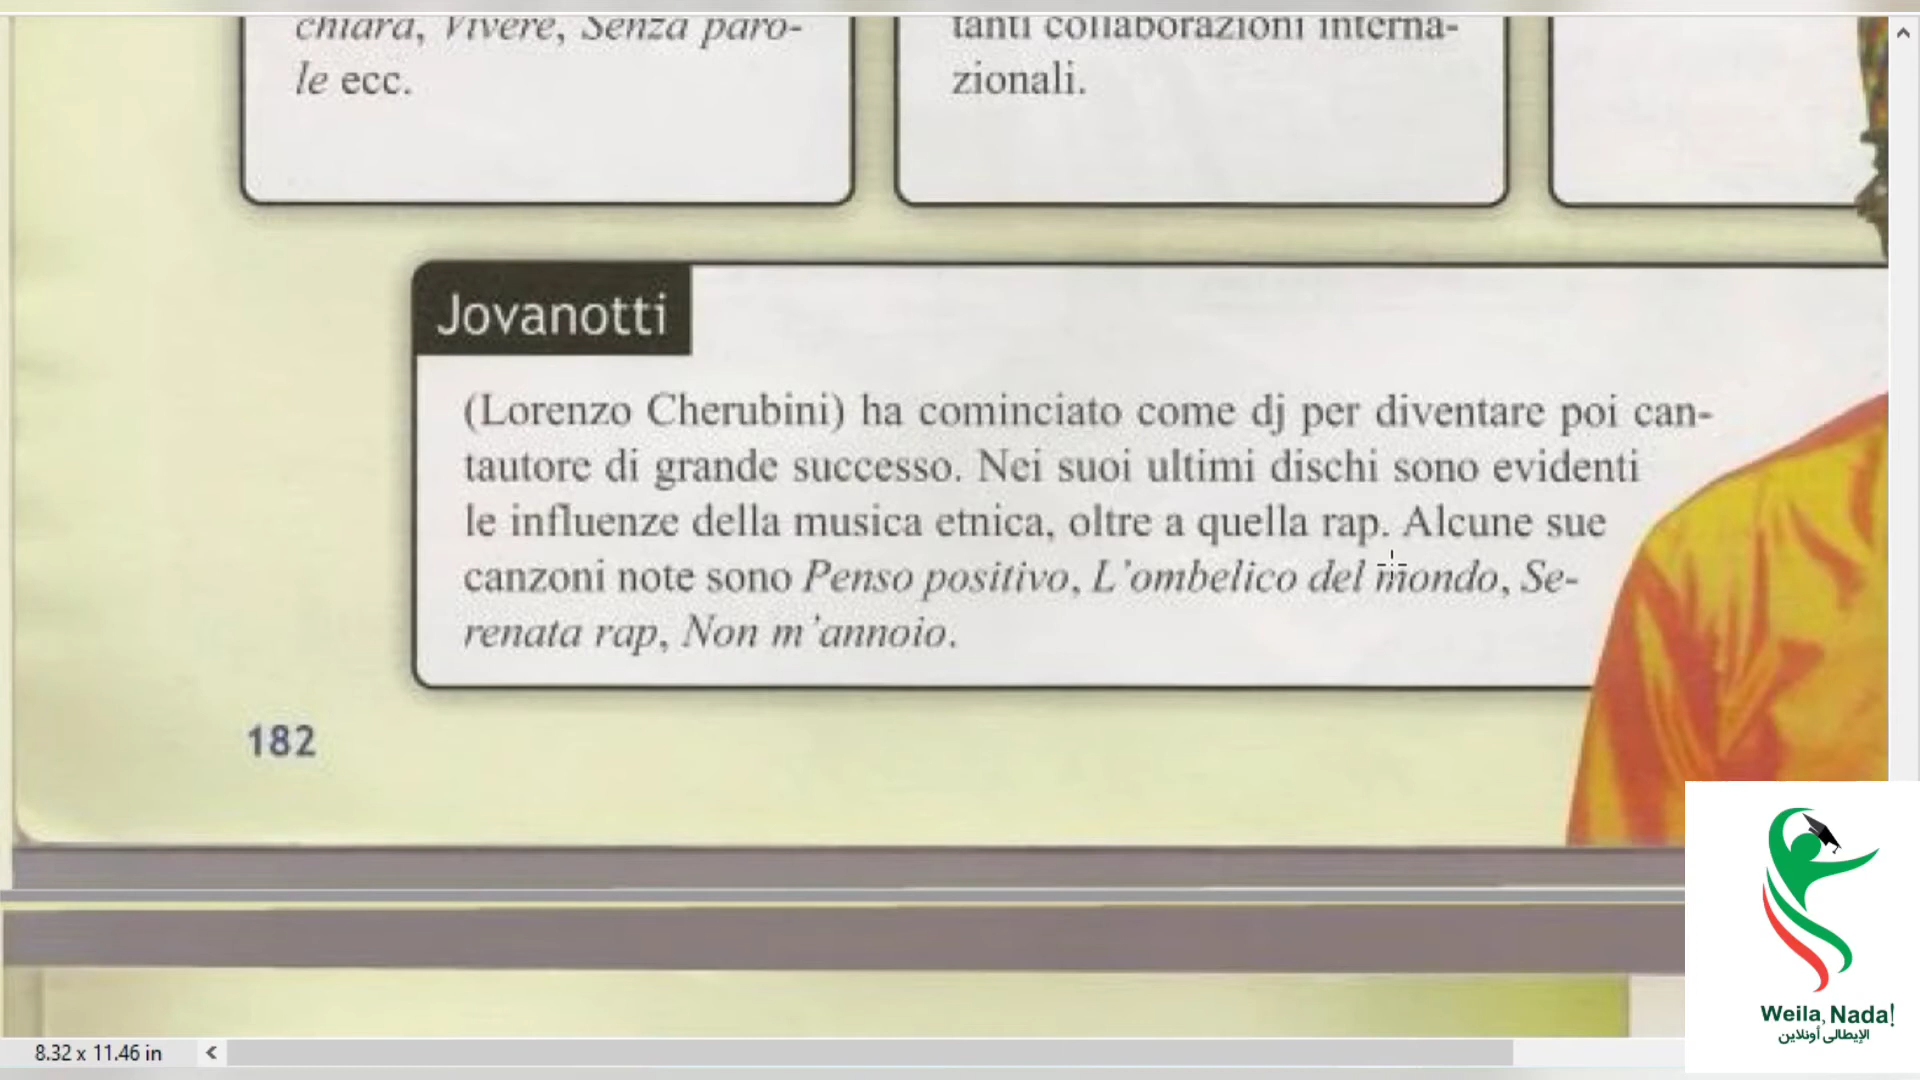 chiara, Vivere, Senza paro-
le ecc.
tanti collaborazioni interna-
zionali.
Jovanotti
(Lorenzo Cherubini) ha cominciato come dj per diventare poi can-
tautore di grande successo. Nei suoi ultimi dischi sono evidenti
le influenze della musica etnica, oltre a quella rap. Alcune sue
canzoni note sono Penso positivo, L'ombelico del mondo, Se-
renata rap, Non m'annoio.
182
8.32 x 11.46 in
Weila, Nada!
الإيطالى أونلاين